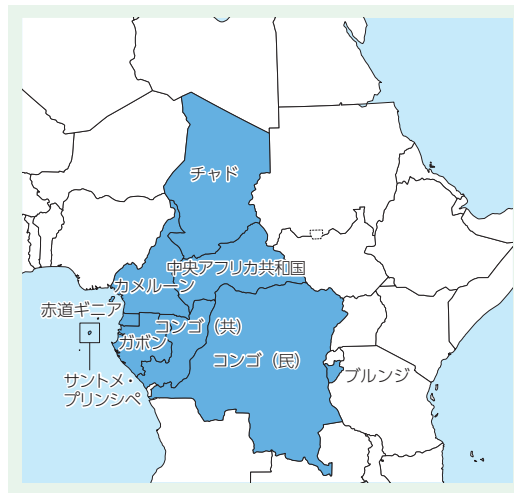 チャド
中央アフリカ共和国
カメルーン
赤道ギニア
コンゴ（共）
ガボン
コンゴ（民）
サントメ・
プリンシペ
ブルンジ